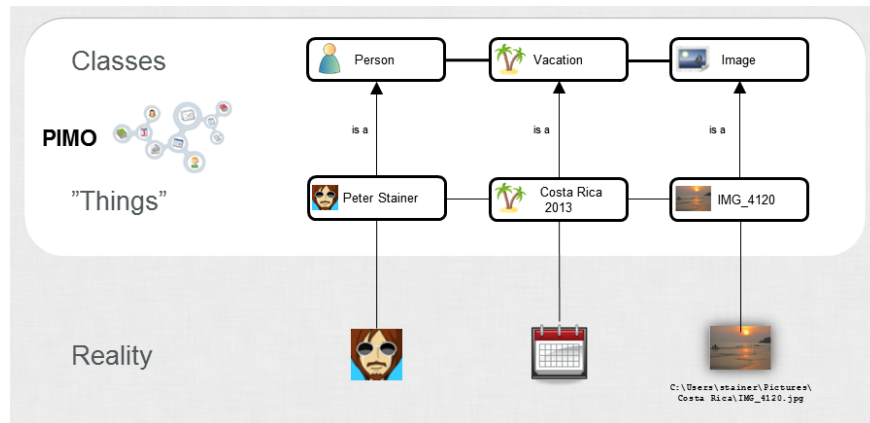 Classes
Person
Vacation
Image
is a
is a
is a
PIMO
”Things”
Peter Stainer
Costa Rica
2013
IMG_4120
Reality
C:\Users\stainer\Pictures\
Costa Rica\IMG_4120.jpg